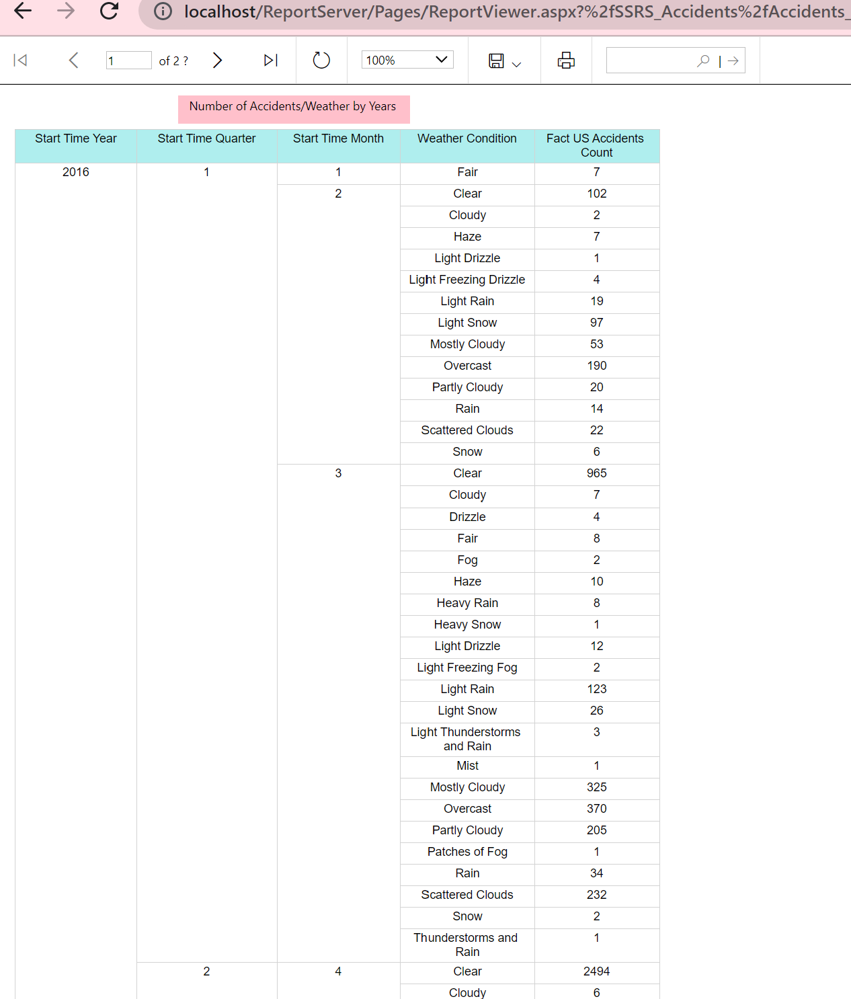 localhost/ReportServer/Pages/ReportViewer.aspx?%2fSSRS_Accidents%2fAccidents_
1 of 2 ? 100%
Number of Accidents/Weather by Years
Start Time Year Start Time Quarter Start Time Month Weather Condition Fact US Accidents
Count
2016 1 1 Fair 7
2 Clear 102
Cloudy 2
Haze 7
Light Drizzle 1
Light Freezing Drizzle 4
Light Rain 19
Light Snow 97
Mostly Cloudy 53
Overcast 190
Partly Cloudy 20
Rain 14
Scattered Clouds 22
Snow 6
3 Clear 965
Cloudy 7
Drizzle 4
Fair 8
Fog 2
Haze 10
Heavy Rain 8
Heavy Snow 1
Light Drizzle 12
Light Freezing Fog 2
Light Rain 123
Light Snow 26
Light Thunderstorms 3
and Rain
Mist 1
Mostly Cloudy 325
Overcast 370
Partly Cloudy 205
Patches of Fog 1
Rain 34
Scattered Clouds 232
Snow 2
Thunderstorms and 1
Rain
2 4 Clear 2494
Cloudy 6